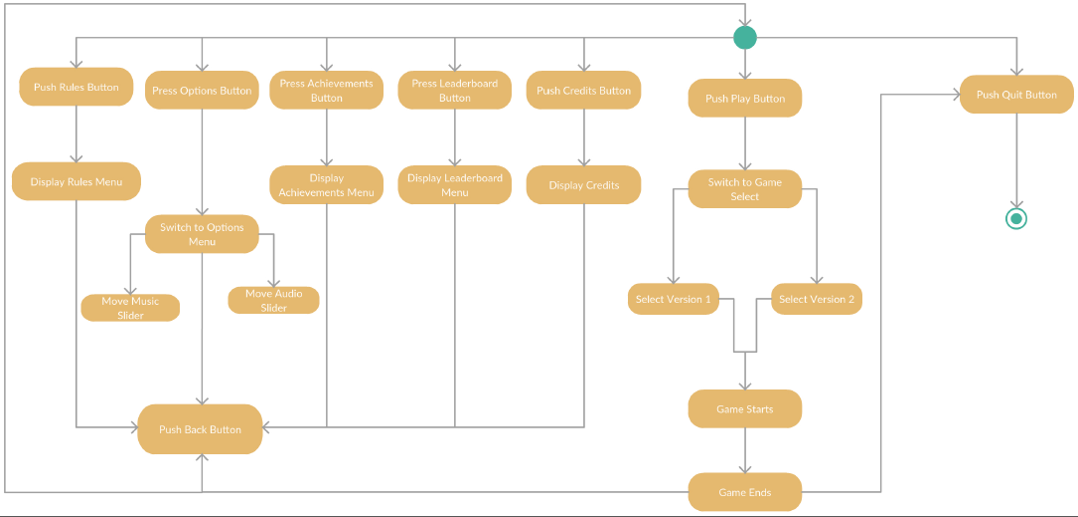 Push Rules Button
Press Options Button
Press Achievements
Button
Press Leaderboard
Button
Push Credits Button
Push Play Button
Push Quit Button
Display Rules Menu
Display
Achievements Menu
Display Leaderboard
Menu
Display Credits
Switch to Game
Select
Switch to Options
Menu
Move Music
Slider
Move Audio
Slider
Select Version 1
Select Version 2
Push Back Button
Game Starts
Game Ends